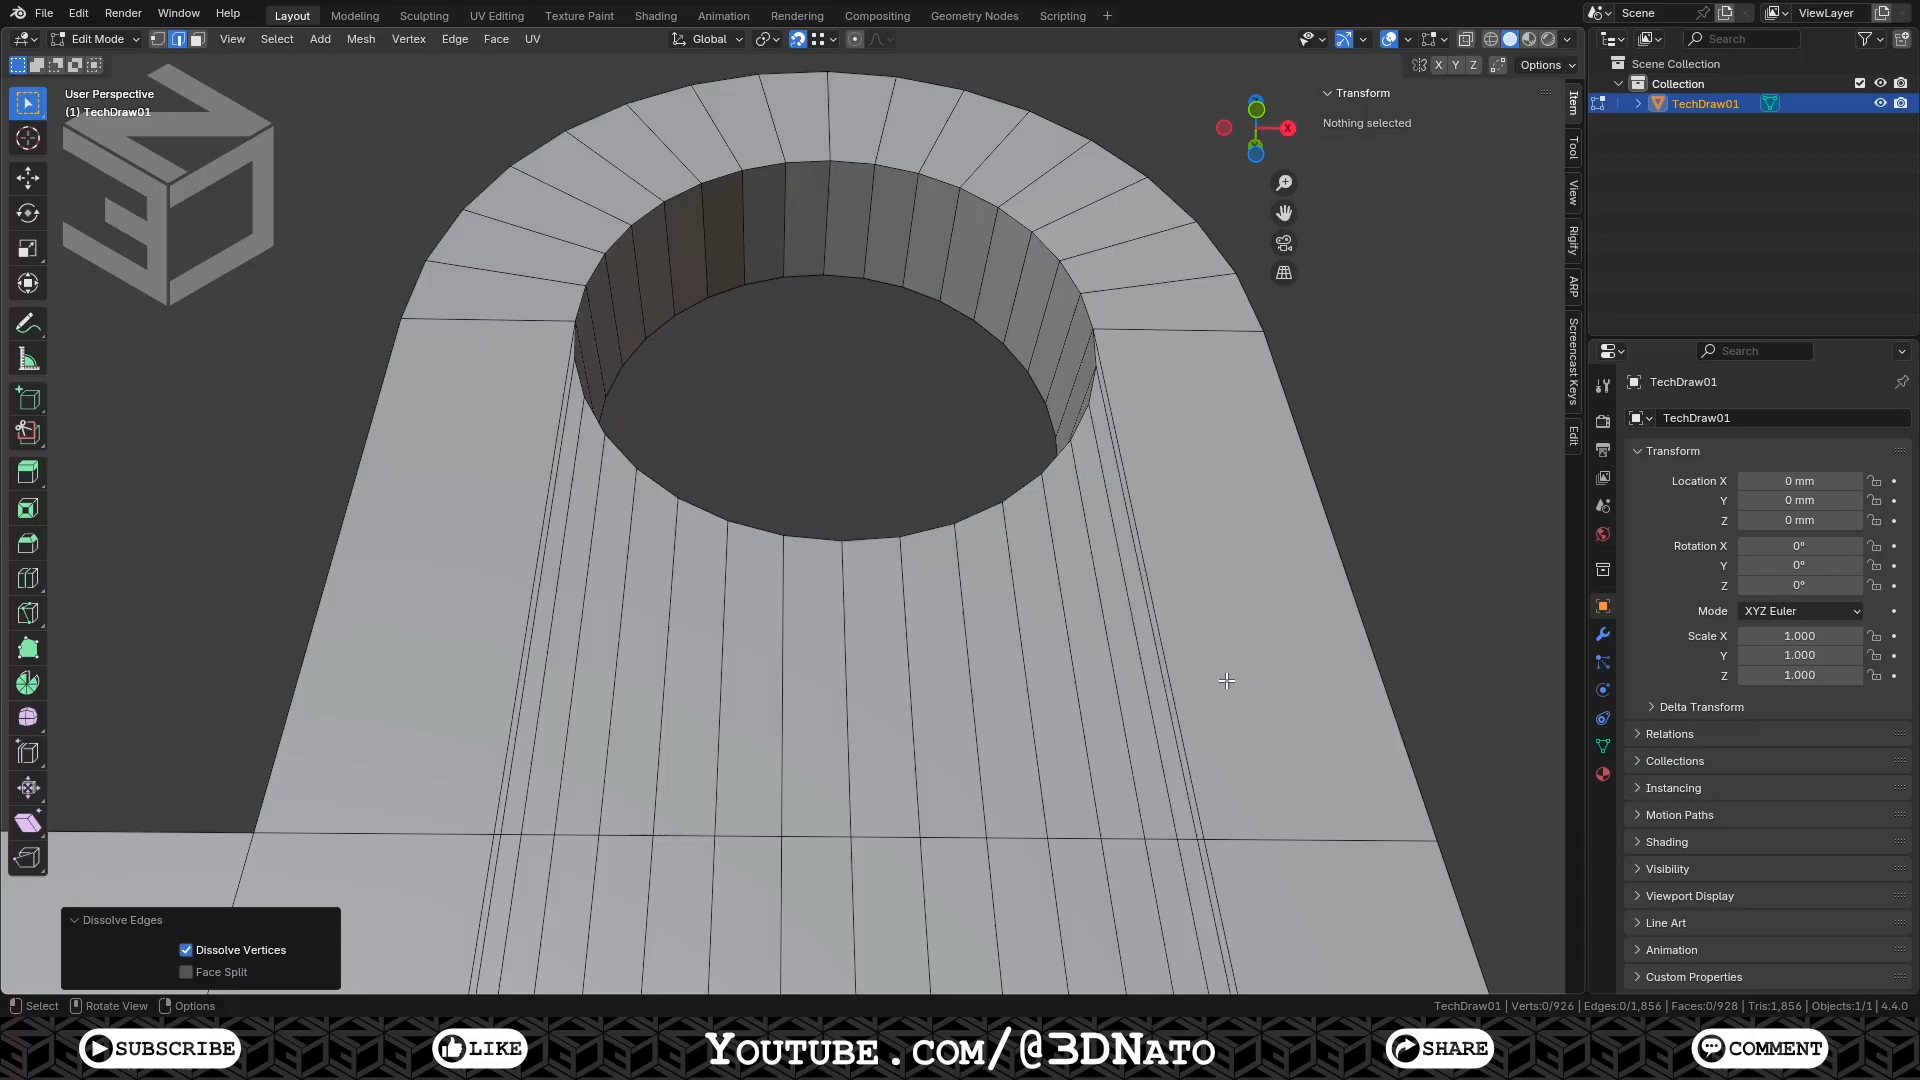 File Edit Render Window Help Layout Modeling Sculpting UV Editing Texture Paint Shading Animation Rendering Compositing Geometry Nodes Scripting + Scene ViewLayer
Edit Mode View Select Add Mesh Vertex Edge Face UV Global Search
X Y Z Options
Scene Collection
Collection
TechDraw01
User Perspective
(1) TechDraw01
Transform
Nothing selected
X
Item
Tool
View
Rigify
ARP
Screencast Keys
Edit
Search
TechDraw01
TechDraw01
Transform
Location X 0 mm
Y 0 mm
Z 0 mm
Rotation X 0°
Y 0°
Z 0°
Mode XYZ Euler
Scale X 1.000
Y 1.000
Z 1.000
Delta Transform
Relations
Collections
Instancing
Motion Paths
Shading
Visibility
Viewport Display
Line Art
Animation
Custom Properties
Dissolve Edges
Dissolve Vertices
Face Split
Select Rotate View Options TechDraw01 | Verts:0/926 | Edges:0/1,856 | Faces:0/928 | Tris:1,856 | Objects:1/1 | 4.4.0
SUBSCRIBE LIKE Youtube.com/@3DNato SHARE COMMENT